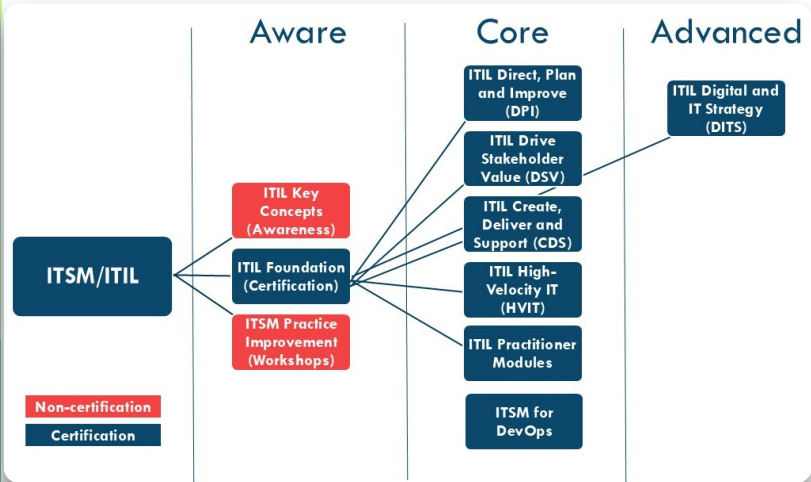 Aware
Core
Advanced
ITSM/ITIL
ITIL Key
Concepts
(Awareness)
ITIL Foundation
(Certification)
ITSM Practice
Improvement
(Workshops)
ITIL Direct, Plan
and Improve
(DPI)
ITIL Drive
Stakeholder
Value (DSV)
ITIL Create,
Deliver and
Support (CDS)
ITIL High-
Velocity IT
(HVIT)
ITIL Practitioner
Modules
ITSM for
DevOps
ITIL Digital and
IT Strategy
(DITS)
Non-certification
Certification